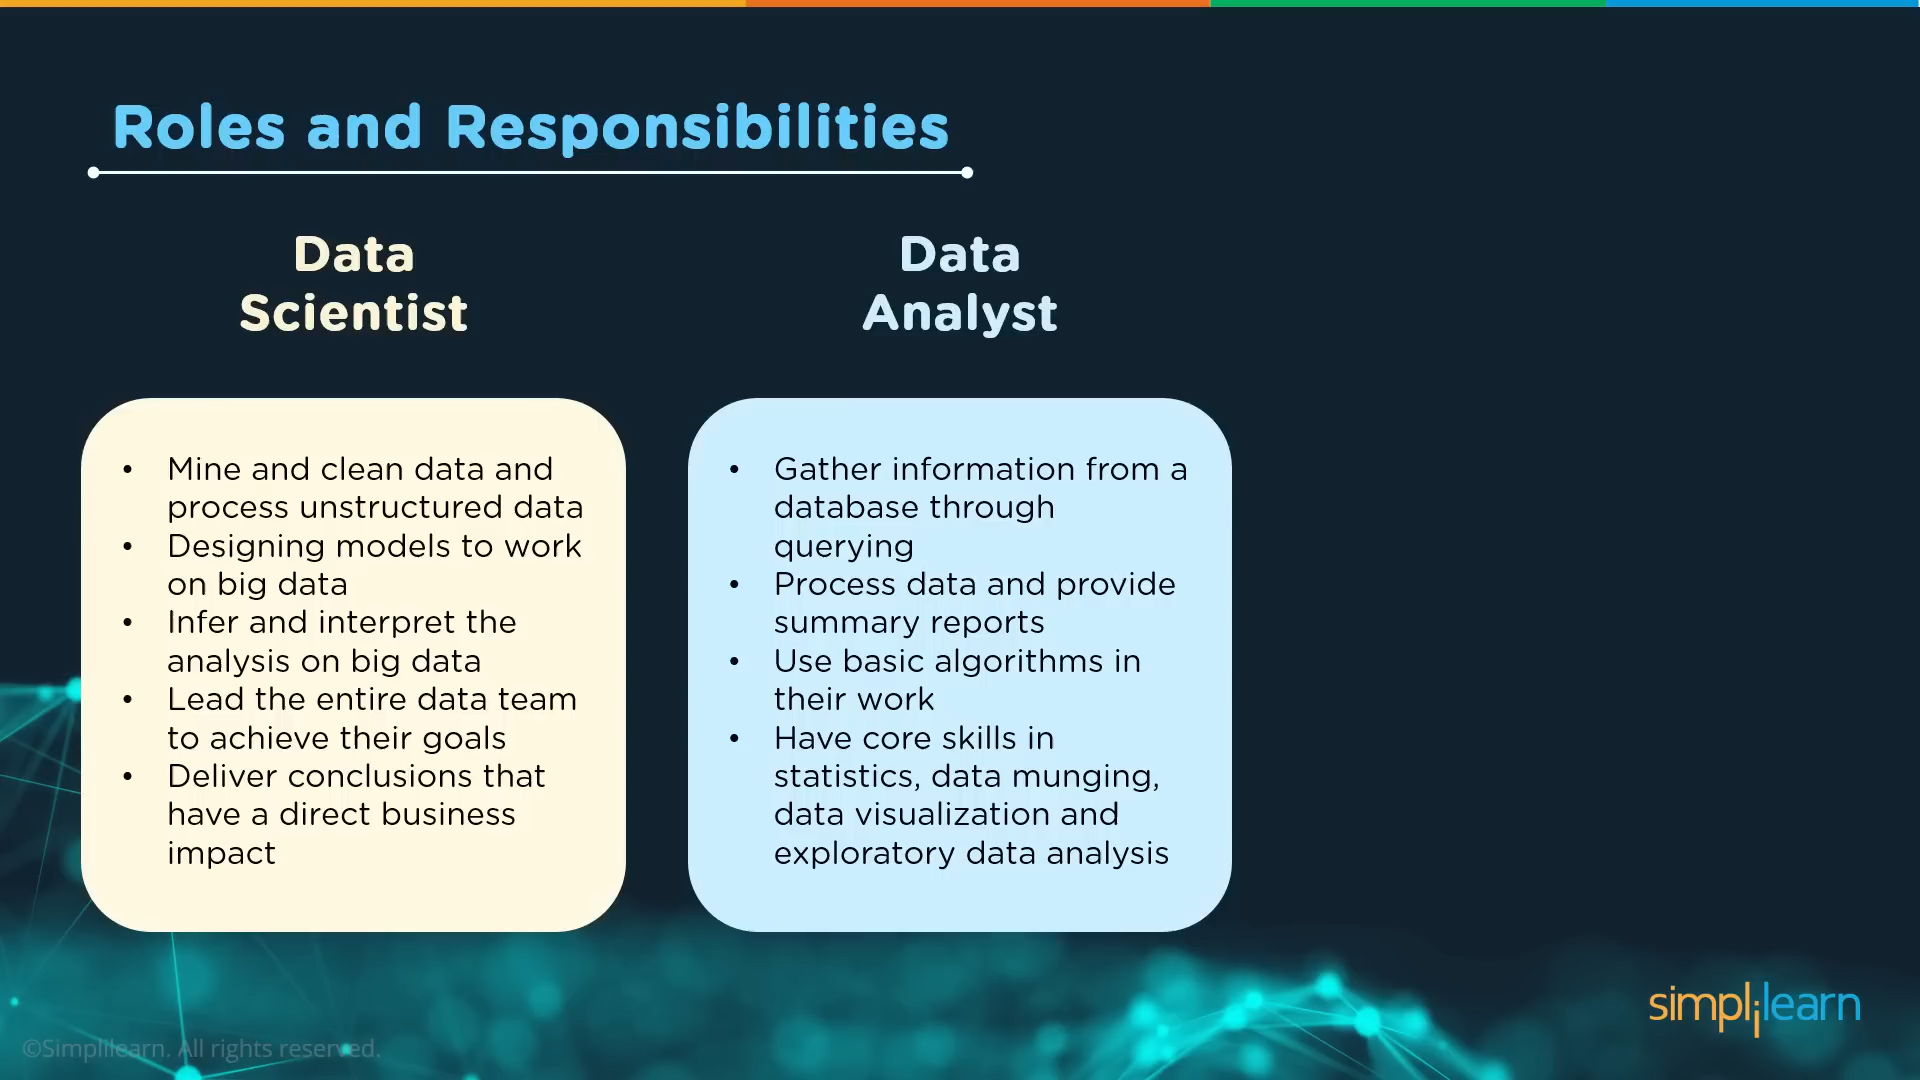 Roles and Responsibilities
Data
Scientist
• Mine and clean data and
process unstructured data
• Designing models to work
on big data
• Infer and interpret the
analysis on big data
• Lead the entire data team
to achieve their goals
• Deliver conclusions that
have a direct business
impact
Data
Analyst
• Gather information from a
database through
querying
• Process data and provide
summary reports
• Use basic algorithms in
their work
• Have core skills in
statistics, data munging,
data visualization and
exploratory data analysis
simplilearn
©Simplilearn. All rights reserved.